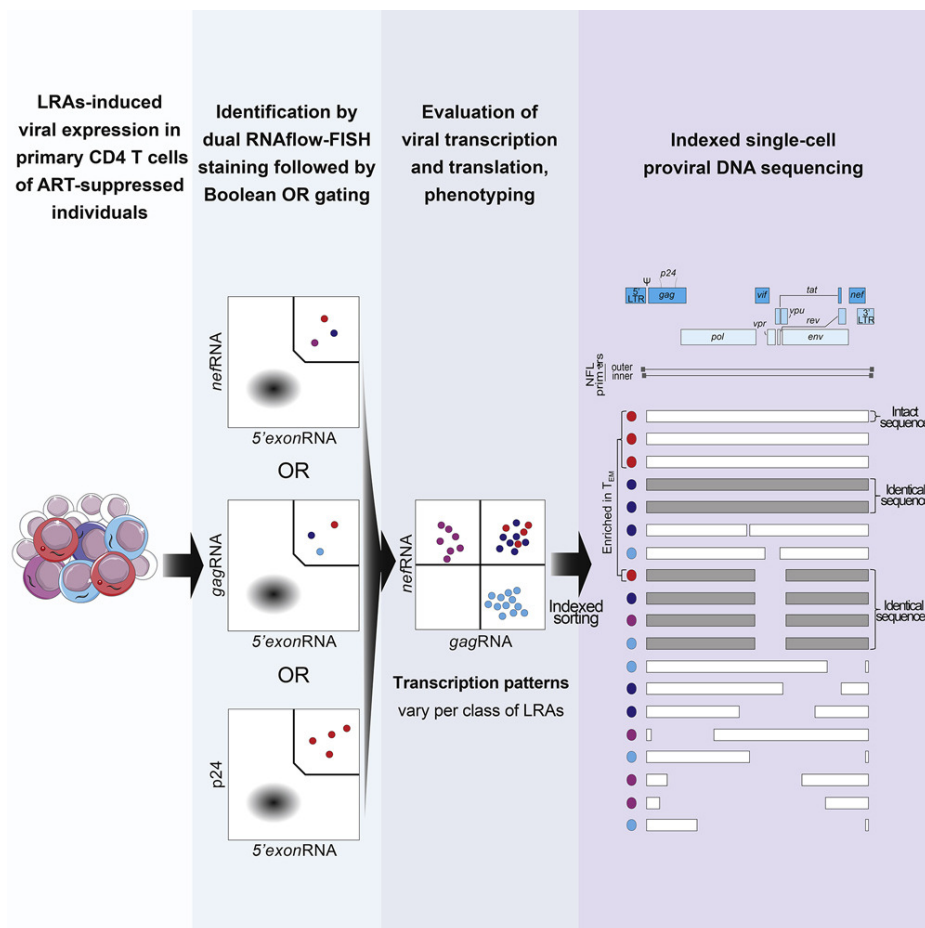 LRAs-induced
viral expression in
primary CD4 T cells
of ART-suppressed
individuals
Identification by
dual RNAflow-FISH
staining followed by
Boolean OR gating
nefRNA
5'exonRNA
OR
gagRNA
5'exonRNA
OR
p24
5'exonRNA
Evaluation of
viral transcription
and translation,
phenotyping
nefRNA
gagRNA
Transcription patterns
vary per class of LRAs
Indexed
sorting
Indexed single-cell
proviral DNA sequencing
p24
Ψ
5'
LTR
gag
vif
tat
nef
vpu
rev
3'
LTR
vpr
pol
env
NFL
primers
outer
inner
Enriched in TEM
Intact
sequence
Identical
sequence
Identical
sequence